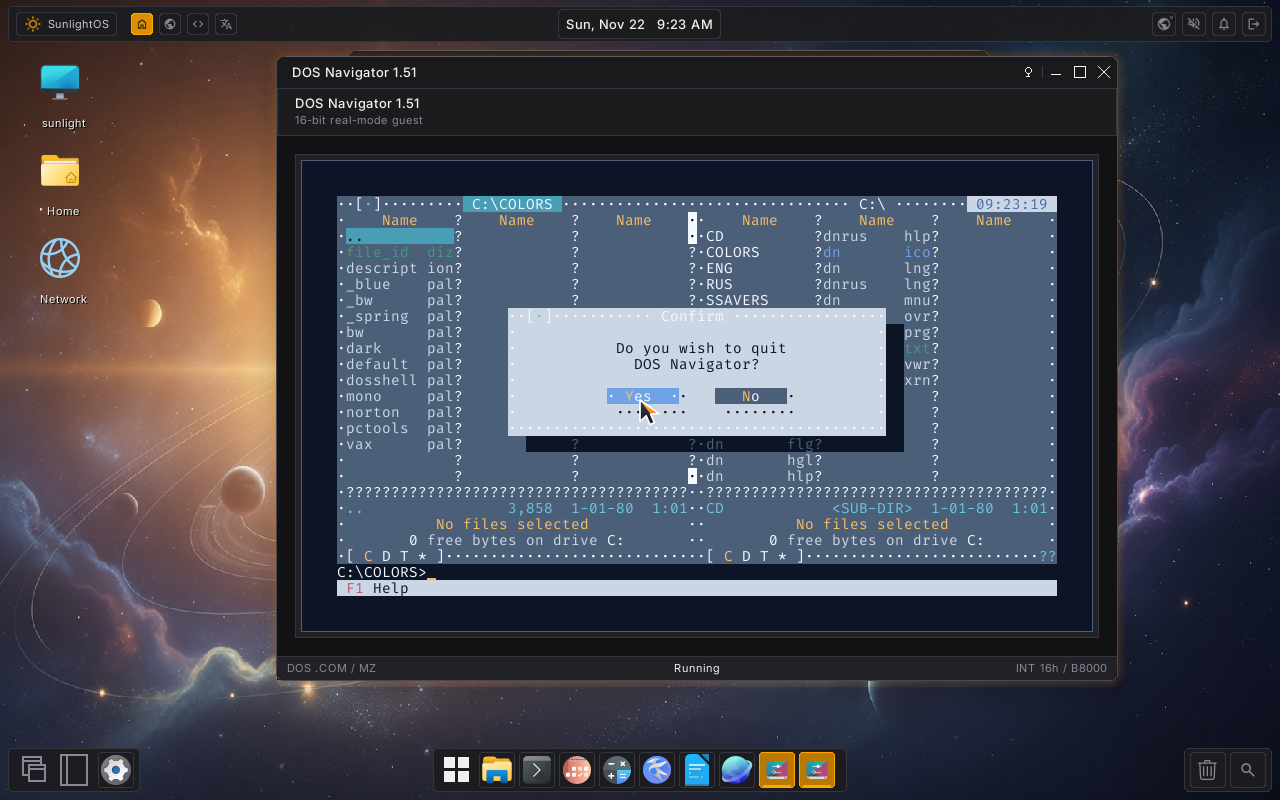 SunlightOS
Sun, Nov 22 9:23 AM
sunlight
Home
Network
DOS Navigator 1.51
DOS Navigator 1.51
16-bit real-mode guest
··[·]········· C:\COLORS ································· C:\ ········ 09:23:19
· Name ? Name ? Name ·· Name ? Name ? Name ·
·.. ? ? ··CD ?dnrus hlp? ·
·file_id diz? ? ?·COLORS ?dn ico? ·
·descript ion? ? ?·ENG ?dn lng? ·
·_blue pal? ? ?·RUS ?dnrus lng? ·
·_bw pal? ? ?·SSAVERS ?dn mnu? ·
·_spring pal? ovr? ·
·bw pal? prg? ·
·dark pal? txt? ·
·default pal? vwr? ·
·dosshell pal? xrn? ·
·mono pal? ? ·
·norton pal? ? ·
·pctools pal? ? ·
·vax pal? ? ?·dn flg? ? ·
· ? ? ?·dn hgl? ? ·
· ? ? ··dn hlp? ? ·
··[·]············ Confirm ··················
Do you wish to quit
DOS Navigator?
· Yes ·· No ·
·??????????????????????????????????????··??????????????????????????????????????·
·.. 3,858 1-01-80 1:01··CD <SUB-DIR> 1-01-80 1:01·
· No files selected ·· No files selected ·
· 0 free bytes on drive C: ·· 0 free bytes on drive C: ·
·[ C D T * ]·····························[ C D T * ]··························??
C:\COLORS>_
F1 Help
DOS .COM / MZ
Running
INT 16h / B8000